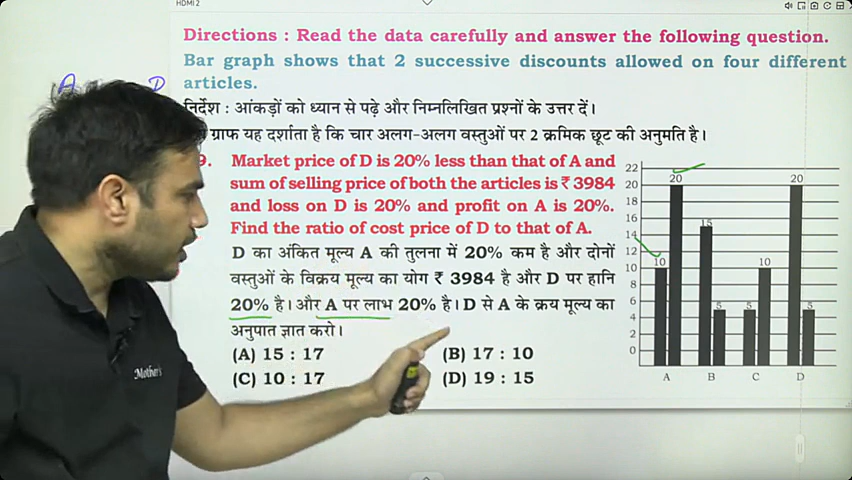 HDMI 2
Directions : Read the data carefully and answer the following question.
Bar graph shows that 2 successive discounts allowed on four different
articles.
A D
निर्देश : आंकड़ों को ध्यान से पढ़े और निम्नलिखित प्रश्नों के उत्तर दें।
ग्राफ यह दर्शाता है कि चार अलग-अलग वस्तुओं पर 2 क्रमिक छूट की अनुमति है।
9. Market price of D is 20% less than that of A and
sum of selling price of both the articles is ₹ 3984
and loss on D is 20% and profit on A is 20%.
Find the ratio of cost price of D to that of A.
D का अंकित मूल्य A की तुलना में 20% कम है और दोनों
वस्तुओं के विक्रय मूल्य का योग ₹ 3984 है और D पर हानि
20% है। और A पर लाभ 20% है। D से A के क्रय मूल्य का
अनुपात ज्ञात करो।
(A) 15 : 17 (B) 17 : 10
(C) 10 : 17 (D) 19 : 15
22
20
18
16
14
12
10
8
6
4
2
0
10 20 15 5 5 10 20 5
A B C D
Mother's